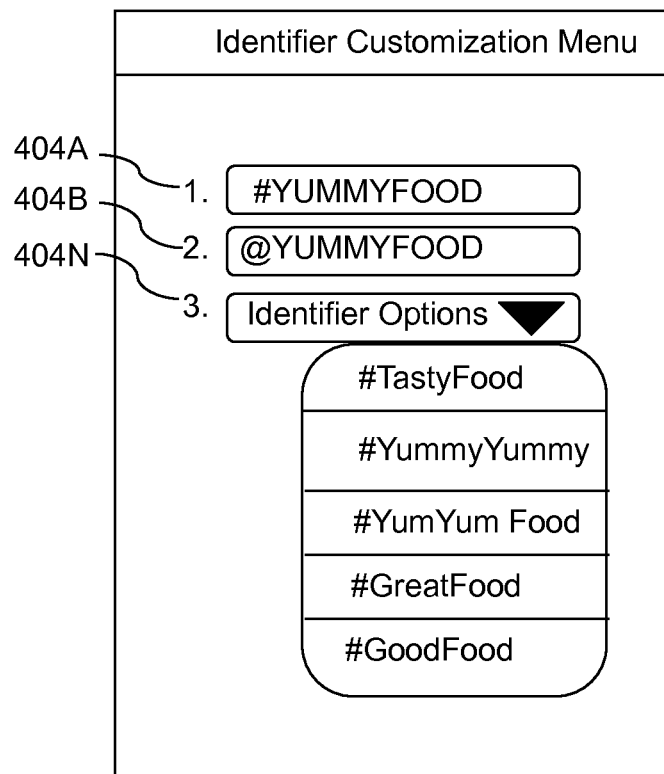 Identifier Customization Menu
404A
1. #YUMMYFOOD
404B
2. @YUMMYFOOD
404N
3. Identifier Options
#TastyFood
#YummyYummy
#YumYum Food
#GreatFood
#GoodFood